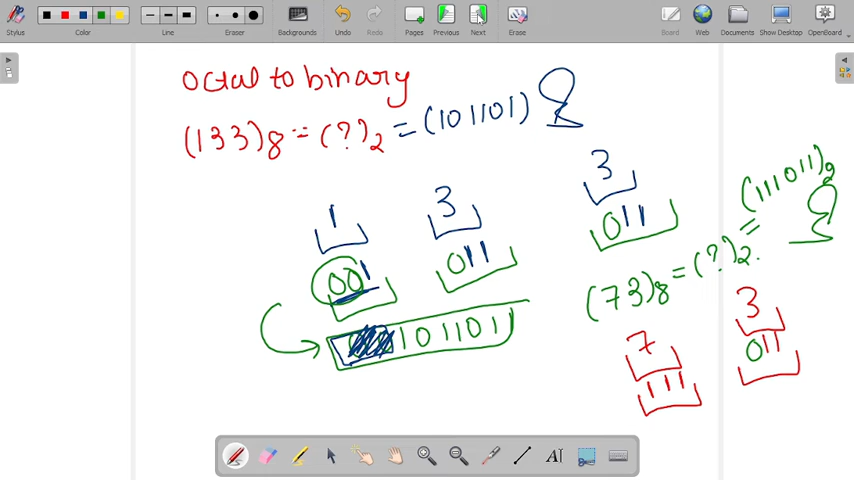 Stylus Color Line Eraser Backgrounds Undo Redo Pages Previous Next Erase Board Web Documents Show Desktop OpenBoard
octal to binary
(133)8 = (?)2 = (101101)2
1 3 3
001 011 011
1011011
(73)8 = (?)2. = (111011)2
7 3
111 011